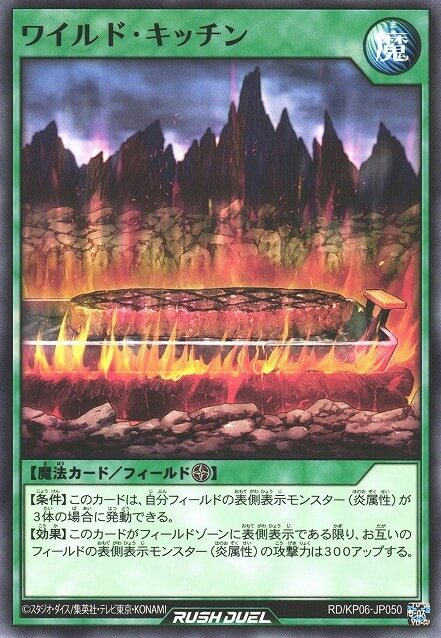 ワイルド・キッチン
魔
【魔法カード/フィールド】
【条件】このカードは、自分フィールドの表側表示モンスター(炎属性)が
3体の場合に発動できる。
【効果】このカードがフィールドゾーンに表側表示である限り、お互いの
フィールドの表側表示モンスター(炎属性)の攻撃力は300アップする。
©スタジオ・ダイス/集英社・テレビ東京・KONAMI
RUSH DUEL
RD/KP06-JP050